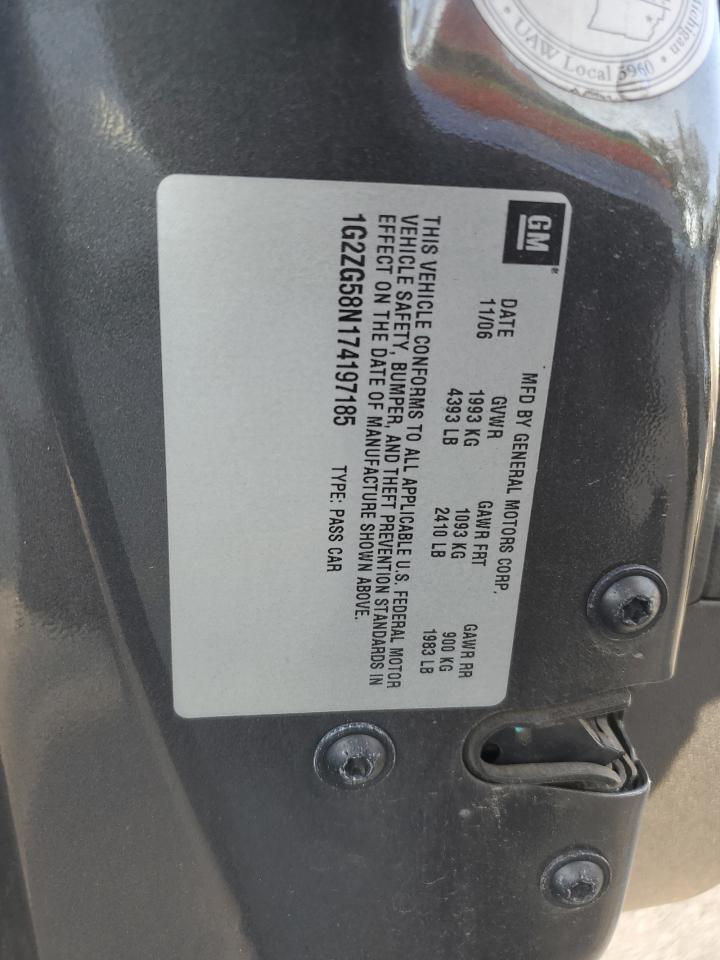 GM®
MFD BY GENERAL MOTORS CORP.
DATE GVWR GAWR FRT GAWR RR
11/06 1993 KG 1093 KG 900 KG
4393 LB 2410 LB 1983 LB
THIS VEHICLE CONFORMS TO ALL APPLICABLE U.S. FEDERAL MOTOR
VEHICLE SAFETY, BUMPER, AND THEFT PREVENTION STANDARDS IN
EFFECT ON THE DATE OF MANUFACTURE SHOWN ABOVE.
1G2ZG58N174197185 TYPE: PASS CAR
Michigan • UAW Local 5960 •